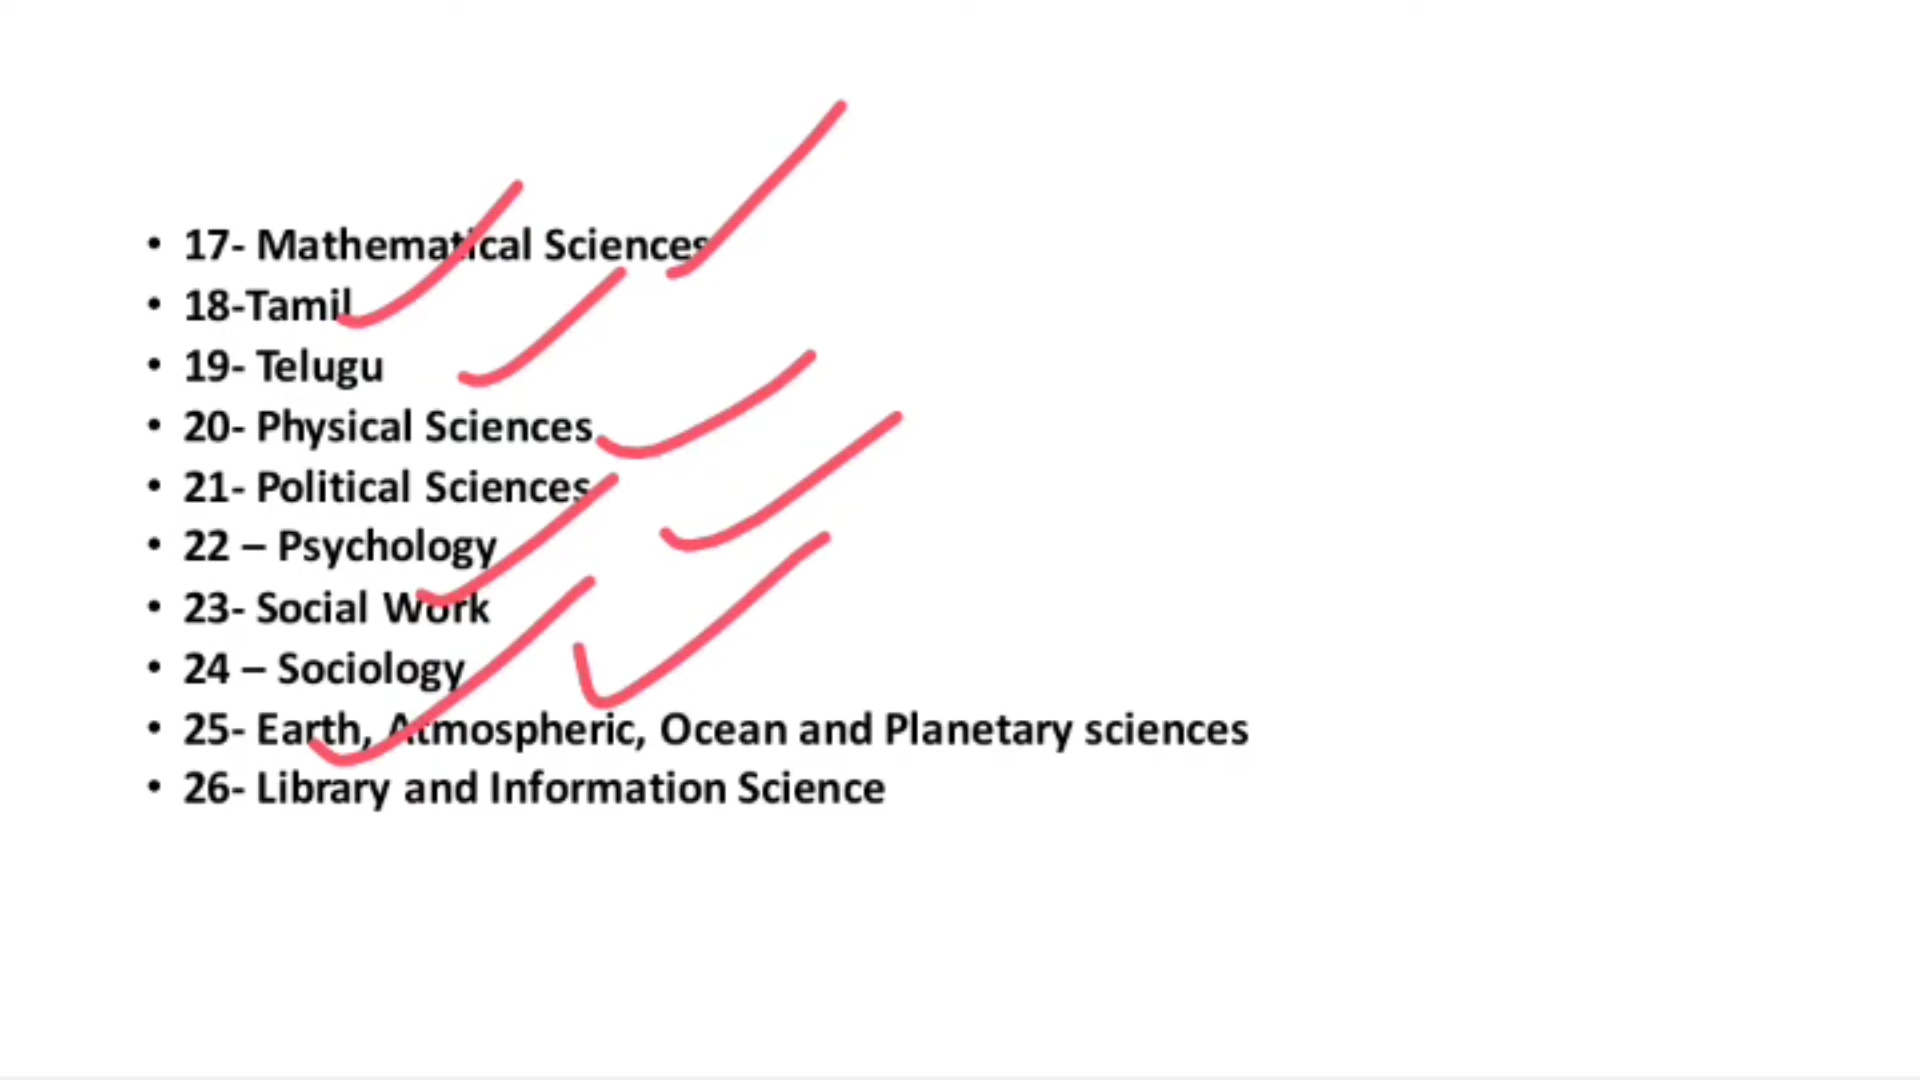 • 17- Mathematical Sciences
• 18-Tamil
• 19- Telugu
• 20- Physical Sciences
• 21- Political Sciences
• 22 – Psychology
• 23- Social Work
• 24 – Sociology
• 25- Earth, Atmospheric, Ocean and Planetary sciences
• 26- Library and Information Science